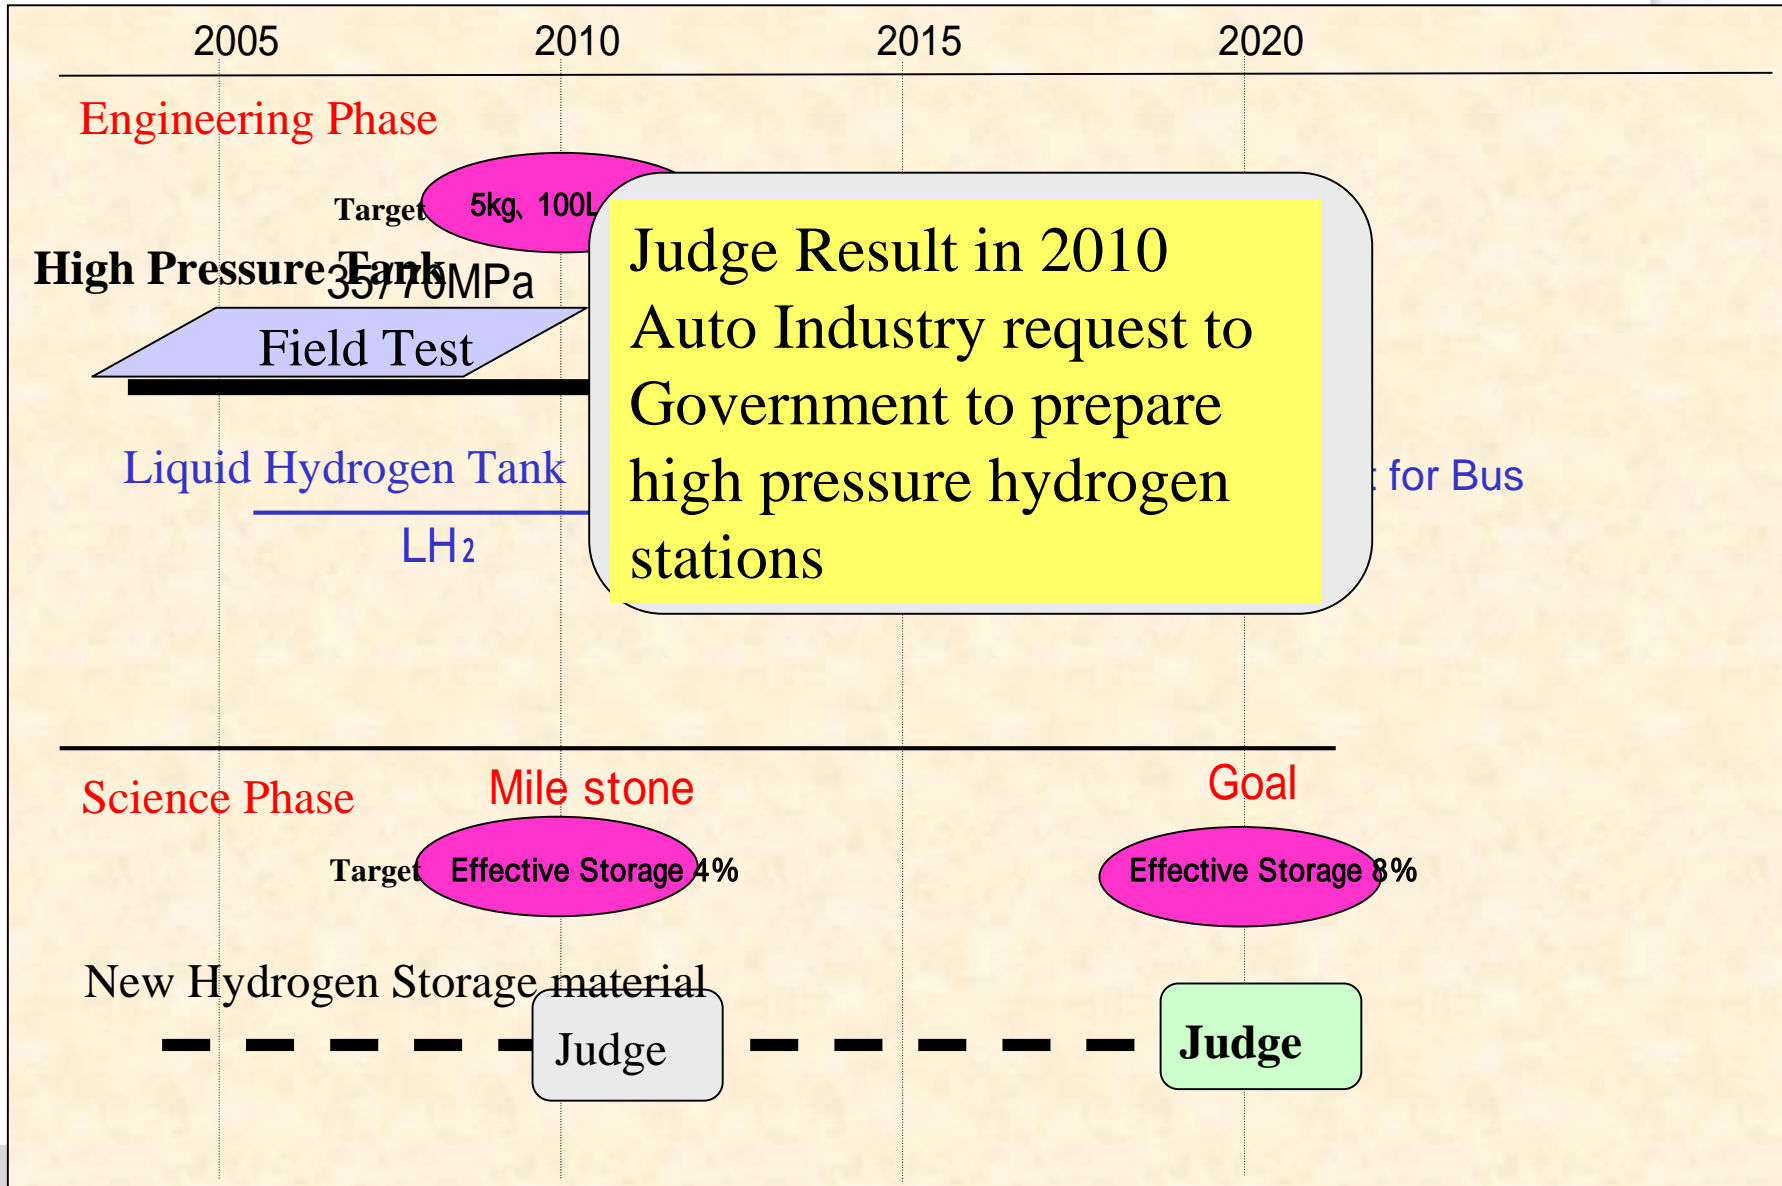 2005 2010 2015 2020
Engineering Phase
Target 5kg、100L
High Pressure Tank
35/70MPa
Field Test
Judge Result in 2010
Auto Industry request to
Government to prepare
high pressure hydrogen
stations
Liquid Hydrogen Tank
for Bus
LH2
Science Phase
Mile stone
Goal
Target Effective Storage 4%
Effective Storage 8%
New Hydrogen Storage material
Judge
Judge